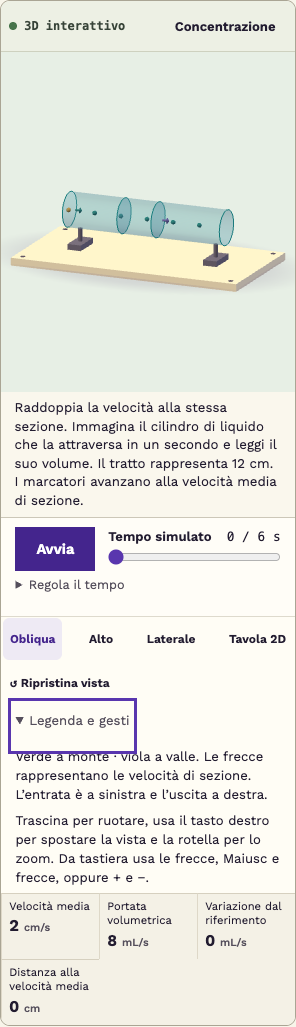 3D interattivo
Concentrazione
Raddoppia la velocità alla stessa
sezione. Immagina il cilindro di liquido
che la attraversa in un secondo e leggi il
suo volume. Il tratto rappresenta 12 cm.
I marcatori avanzano alla velocità media
di sezione.
Avvia
Tempo simulato 0 / 6 s
▶ Regola il tempo
Obliqua Alto Laterale Tavola 2D
↺ Ripristina vista
▼ Legenda e gesti
Verde a monte · viola a valle. Le frecce
rappresentano le velocità di sezione.
L’entrata è a sinistra e l’uscita a destra.
Trascina per ruotare, usa il tasto destro
per spostare la vista e la rotella per lo
zoom. Da tastiera usa le frecce, Maiusc e
frecce, oppure + e −.
Velocità media
2 cm/s
Portata
volumetrica
8 mL/s
Variazione dal
riferimento
0 mL/s
Distanza alla
velocità media
0 cm